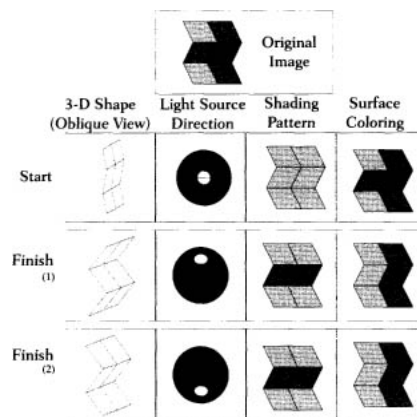 Original
Image
3-D Shape
(Oblique View)
Light Source
Direction
Shading
Pattern
Surface
Coloring
Start
Finish
(1)
Finish
(2)